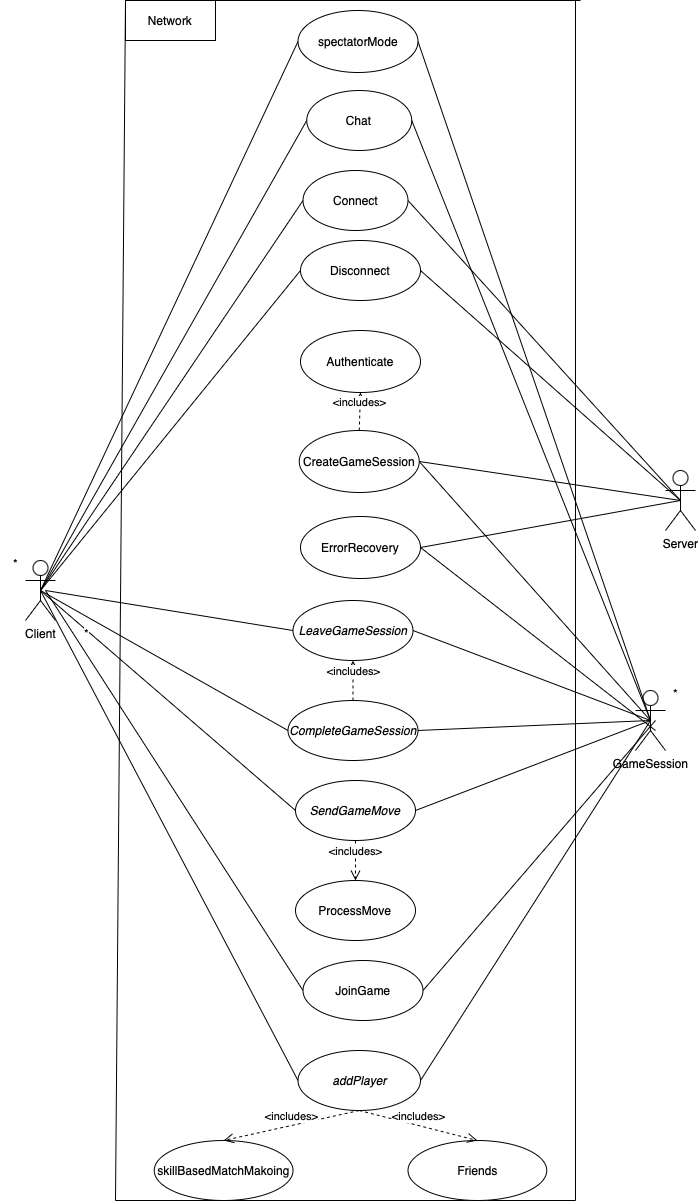 Network
spectatorMode
Chat
Connect
Disconnect
Authenticate
<includes>
CreateGameSession
Server
ErrorRecovery
*
Client
*
LeaveGameSession
<includes>
*
CompleteGameSession
GameSession
SendGameMove
<includes>
ProcessMove
JoinGame
addPlayer
<includes> <includes>
skillBasedMatchMakoing Friends